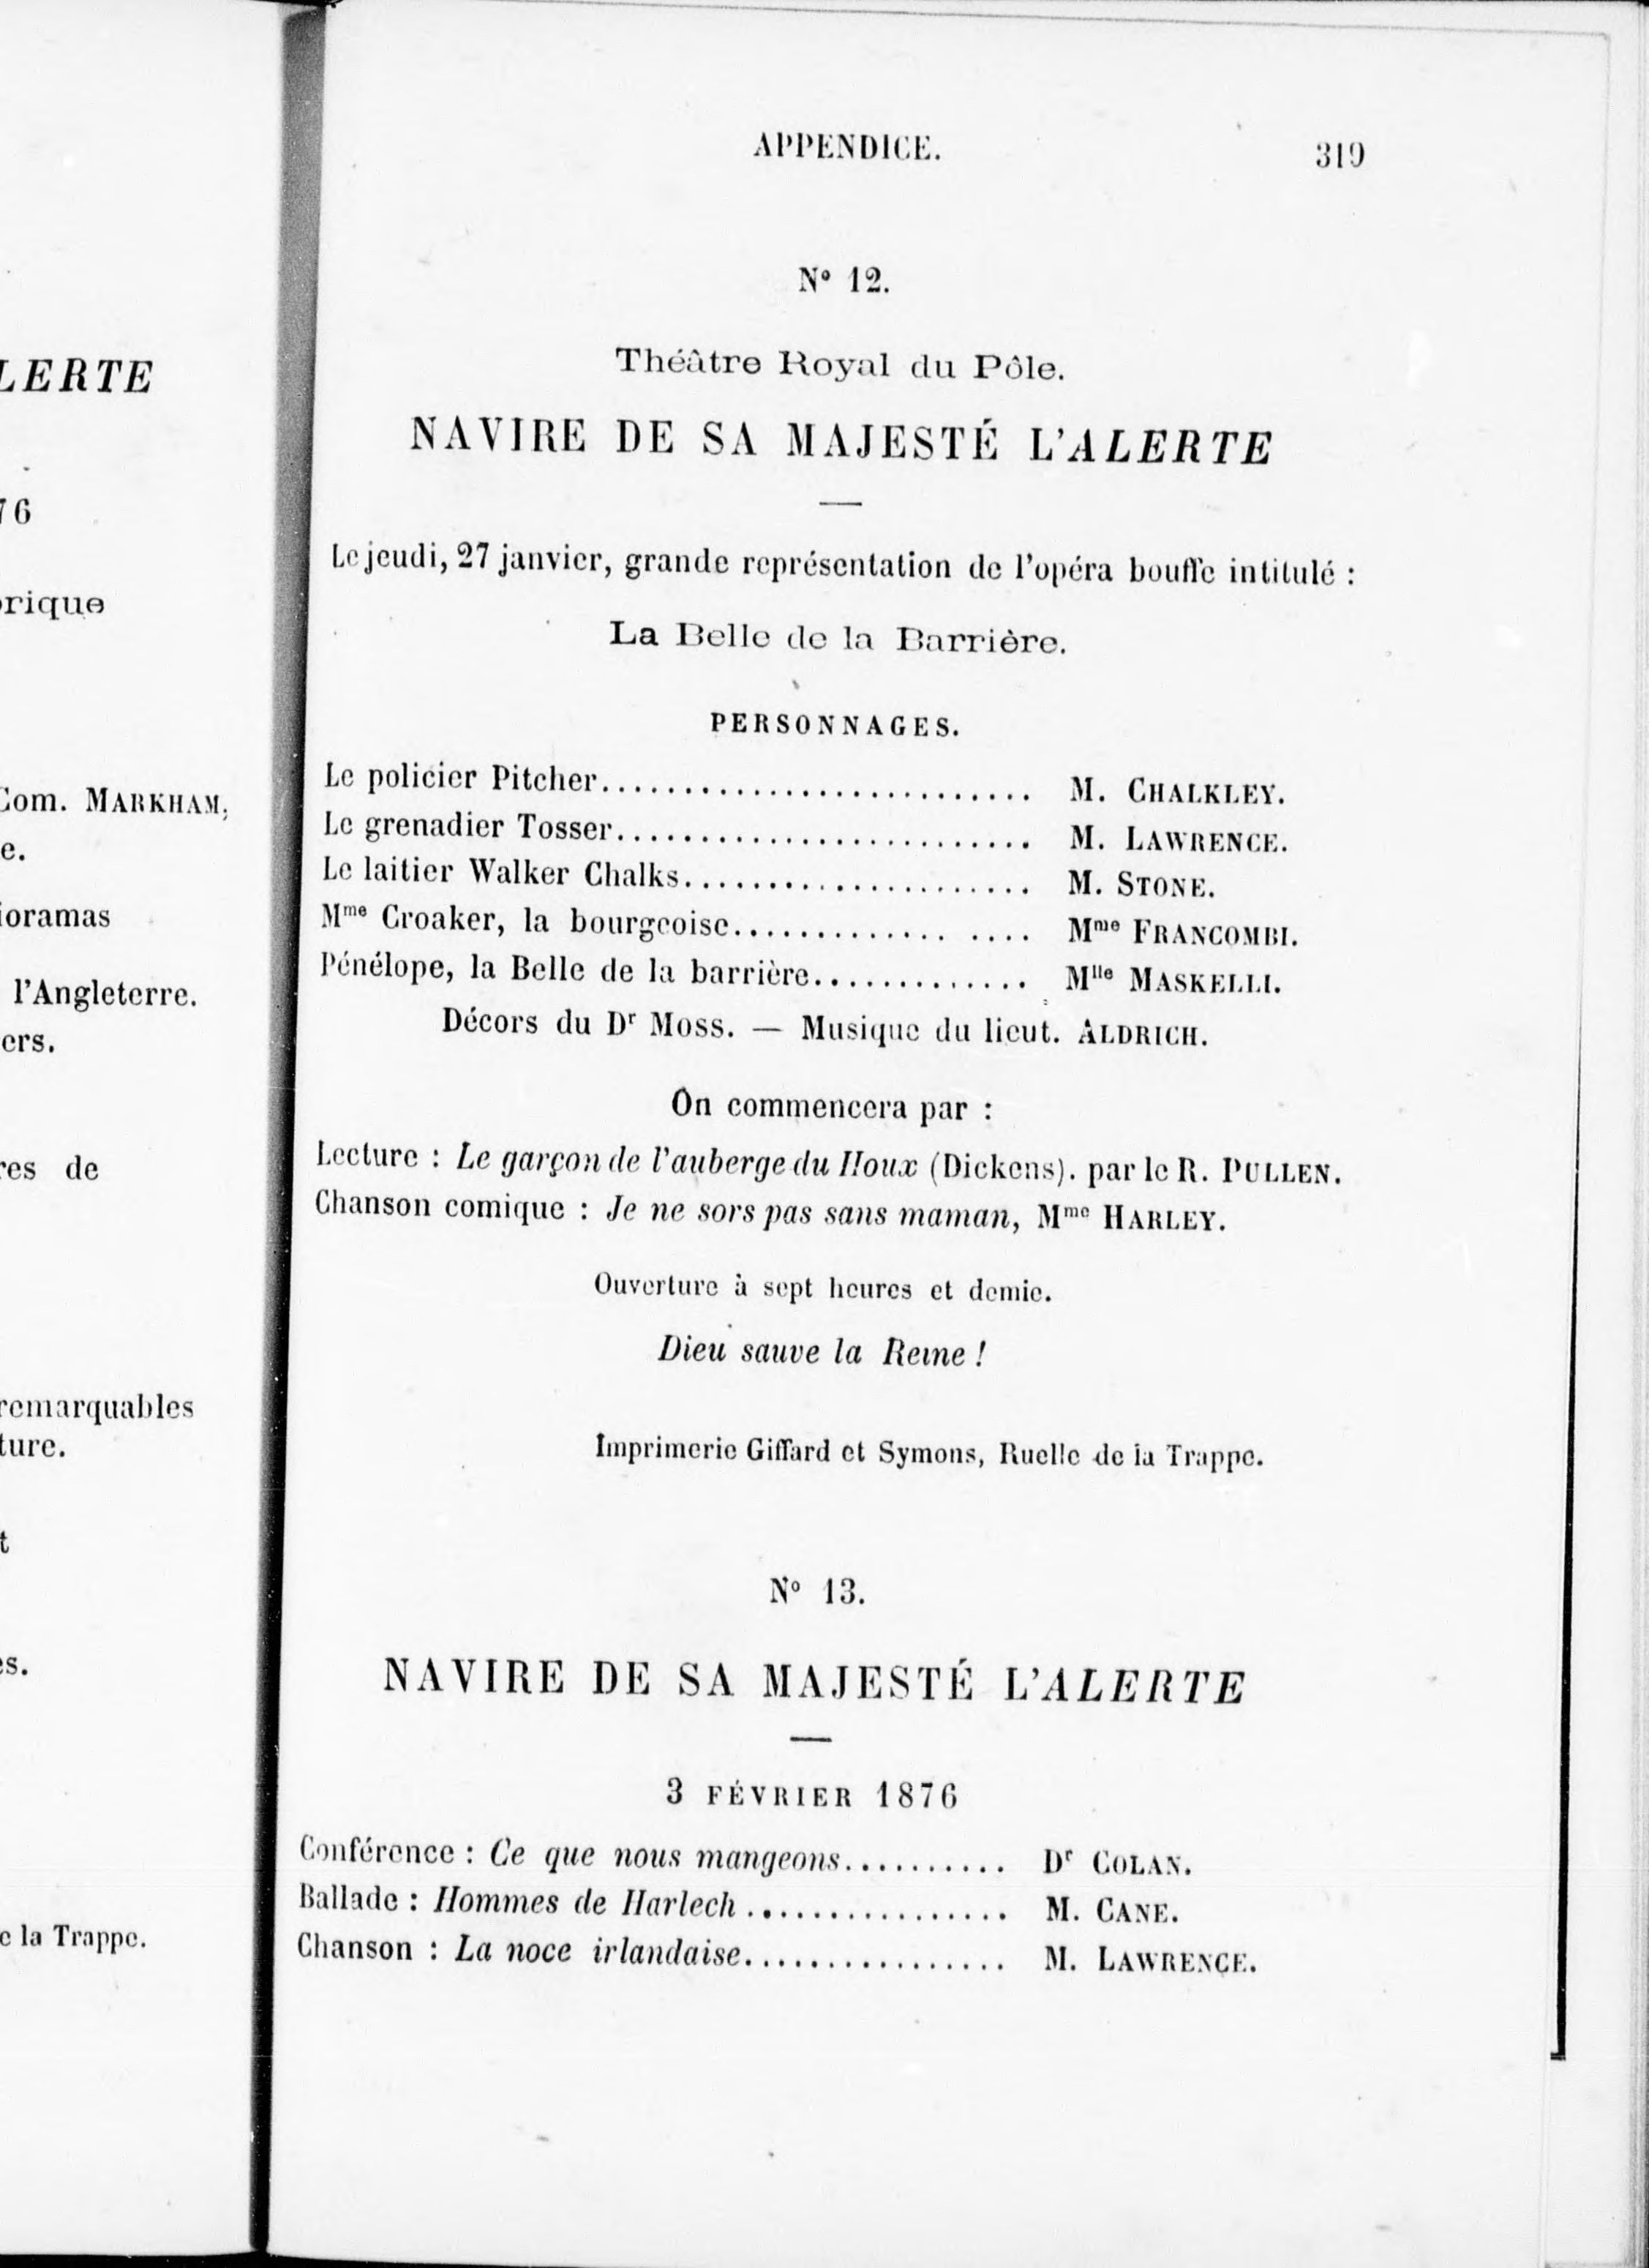 LERTE
76
rique
Com. MARKHAM,
e.
ioramas
l'Angleterre.
ers.
res de
remarquables
ture.
t
es.
e la Trappe.
APPENDICE. 319
N° 12.
Théâtre Royal du Pôle.
NAVIRE DE SA MAJESTÉ L'ALERTE
Le jeudi, 27 janvier, grande représentation de l'opéra bouffe intitulé :
La Belle de la Barrière.
PERSONNAGES.
Le policier Pitcher........................... M. CHALKLEY.
Le grenadier Tosser.......................... M. LAWRENCE.
Le laitier Walker Chalks...................... M. STONE.
Mme Croaker, la bourgeoise............. .... Mme FRANCOMBI.
Pénélope, la Belle de la barrière............. Mlle MASKELLI.
Décors du Dr MOSS. — Musique du lieut. ALDRICH.
On commencera par :
Lecture : Le garçon de l'auberge du Houx (Dickens). par le R. PULLEN.
Chanson comique : Je ne sors pas sans maman, Mme HARLEY.
Ouverture à sept heures et demie.
Dieu sauve la Reine !
Imprimerie Giffard et Symons, Ruelle de la Trappe.
N° 13.
NAVIRE DE SA MAJESTÉ L'ALERTE
3 FÉVRIER 1876
Conférence : Ce que nous mangeons.......... Dr COLAN.
Ballade : Hommes de Harlech ................ M. CANE.
Chanson : La noce irlandaise................. M. LAWRENCE.